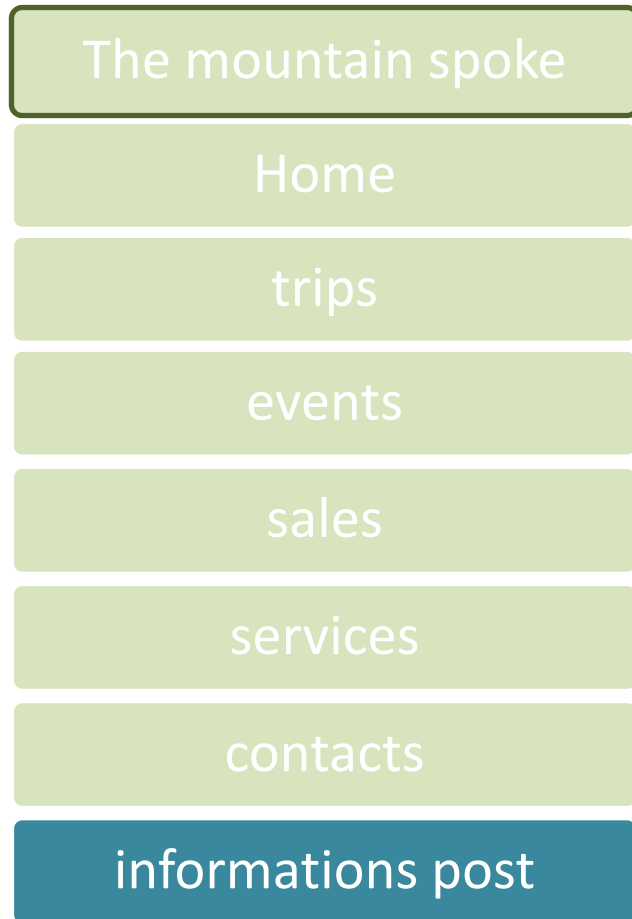 The mountain spoke
Home
trips
events
sales
services
contacts
informations post